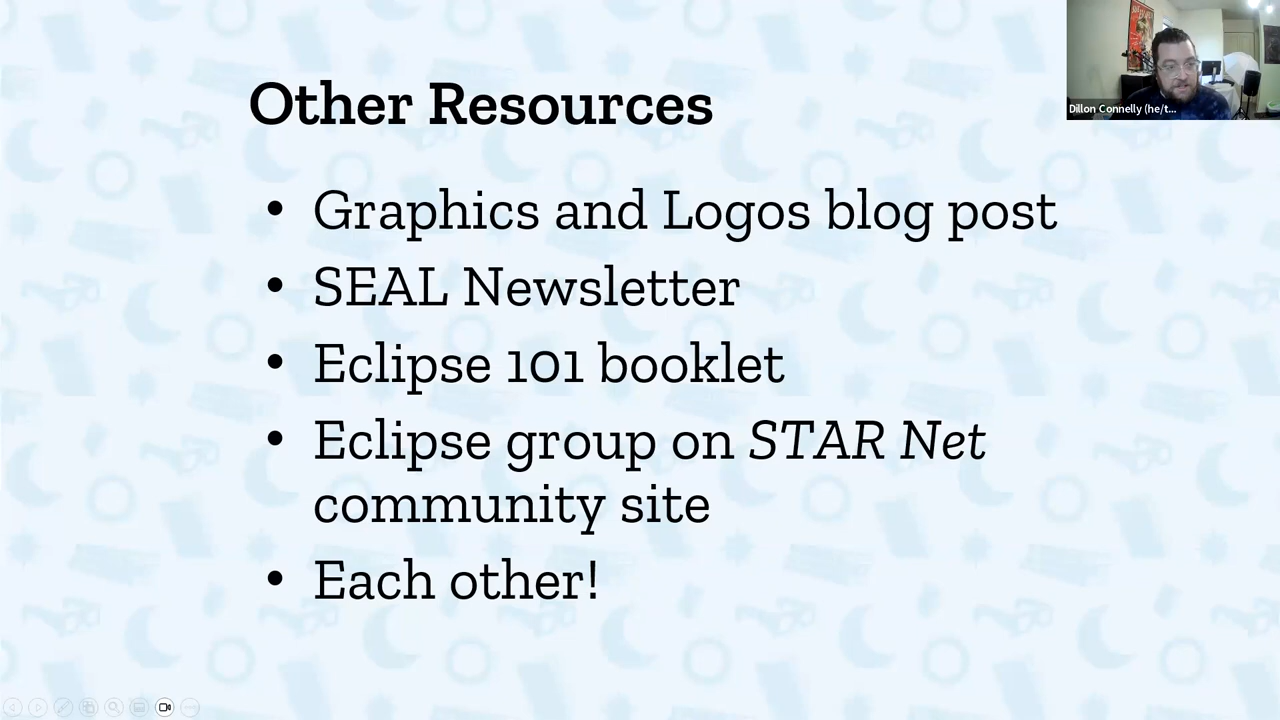 Other Resources
Dillon Connelly (he/t...
• Graphics and Logos blog post
• SEAL Newsletter
• Eclipse 101 booklet
• Eclipse group on STAR Net
community site
• Each other!